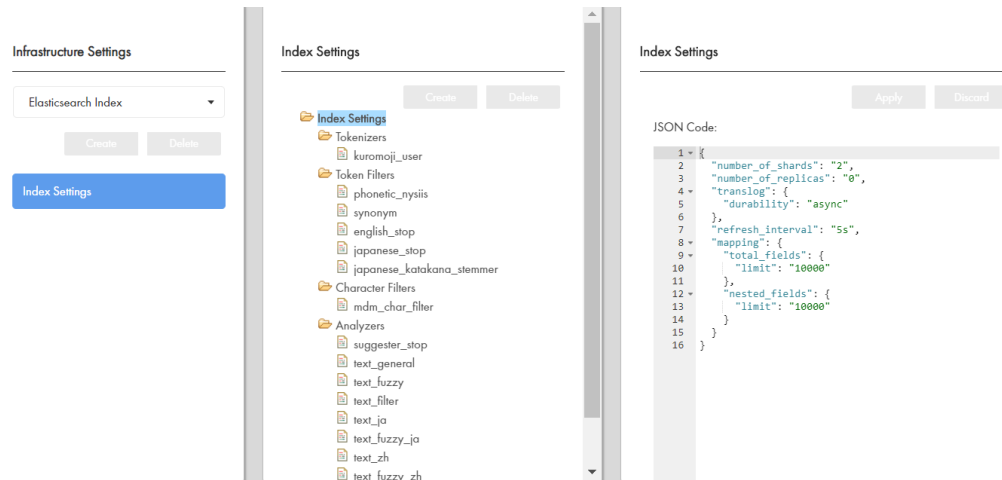 Infrastructure Settings
Elasticsearch Index
Create
Delete
Index Settings
Index Settings
Create
Delete
Index Settings
Tokenizers
kuromoji_user
Token Filters
phonetic_nysiis
synonym
english_stop
japanese_stop
japanese_katakana_stemmer
Character Filters
mdm_char_filter
Analyzers
suggester_stop
text_general
text_fuzzy
text_filter
text_ja
text_fuzzy_ja
text_zh
text_fuzzy_zh
Index Settings
Apply
Discard
JSON Code:
1 {
2 "number_of_shards": "2",
3 "number_of_replicas": "0",
4 "translog": {
5 "durability": "async"
6 },
7 "refresh_interval": "5s",
8 "mapping": {
9 "total_fields": {
10 "limit": "10000"
11 },
12 "nested_fields": {
13 "limit": "10000"
14 }
15 }
16 }